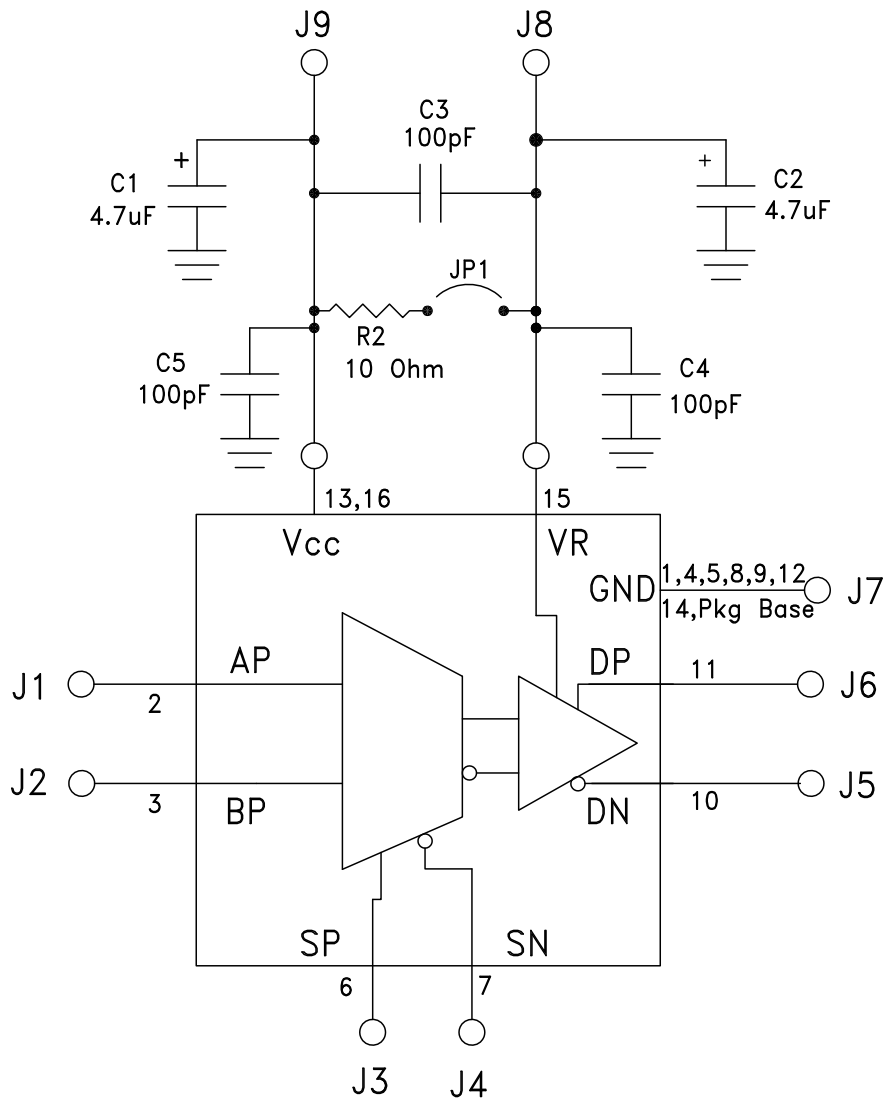 J9
J8
C3
100pF
+
+
C1
4.7uF
C2
4.7uF
JP1
R2
10 Ohm
C5
100pF
C4
100pF
13,16
15
Vcc
VR
GND
1,4,5,8,9,12
14,Pkg Base
J7
AP
DP
11
J1
2
J6
J2
3
BP
DN
10
J5
SP
SN
6
7
J3
J4